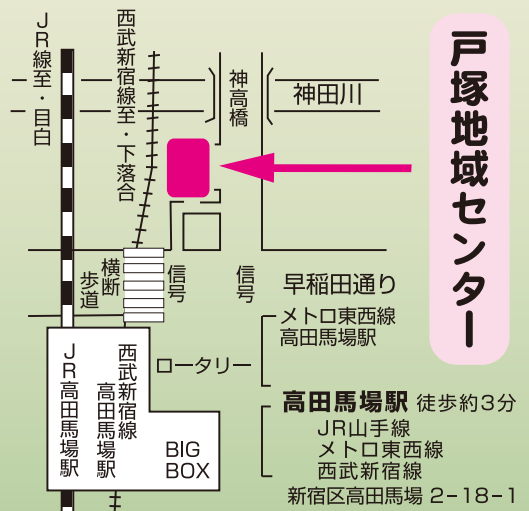 戸塚地域センター
JR線至・目白
西武新宿線至・下落合
神高橋
神田川
横断
歩道
信号
信号
早稲田通り
メトロ東西線
高田馬場駅
ロータリー
JR高田馬場駅
西武新宿線
高田馬場駅
BIG
BOX
高田馬場駅 徒歩約3分
JR山手線
メトロ東西線
西武新宿線
新宿区高田馬場 2-18-1